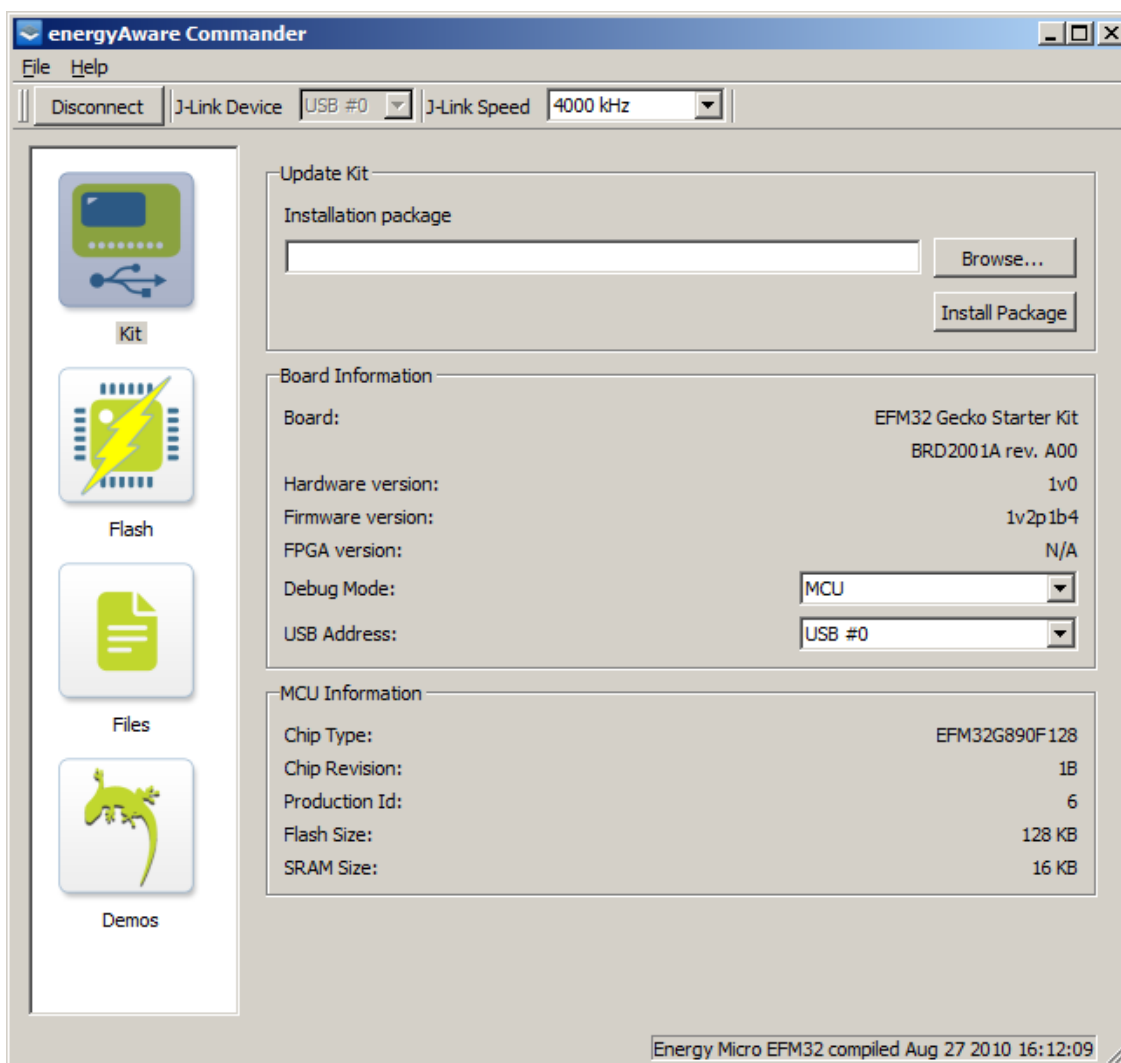 energyAware Commander
File Help
Disconnect J-Link Device USB #0 J-Link Speed 4000 kHz
Update Kit
Installation package
Browse...
Install Package
Kit
Flash
Files
Demos
Board Information
Board: EFM32 Gecko Starter Kit
BRD2001A rev. A00
Hardware version: 1v0
Firmware version: 1v2p1b4
FPGA version: N/A
Debug Mode: MCU
USB Address: USB #0
MCU Information
Chip Type: EFM32G890F128
Chip Revision: 1B
Production Id: 6
Flash Size: 128 KB
SRAM Size: 16 KB
Energy Micro EFM32 compiled Aug 27 2010 16:12:09